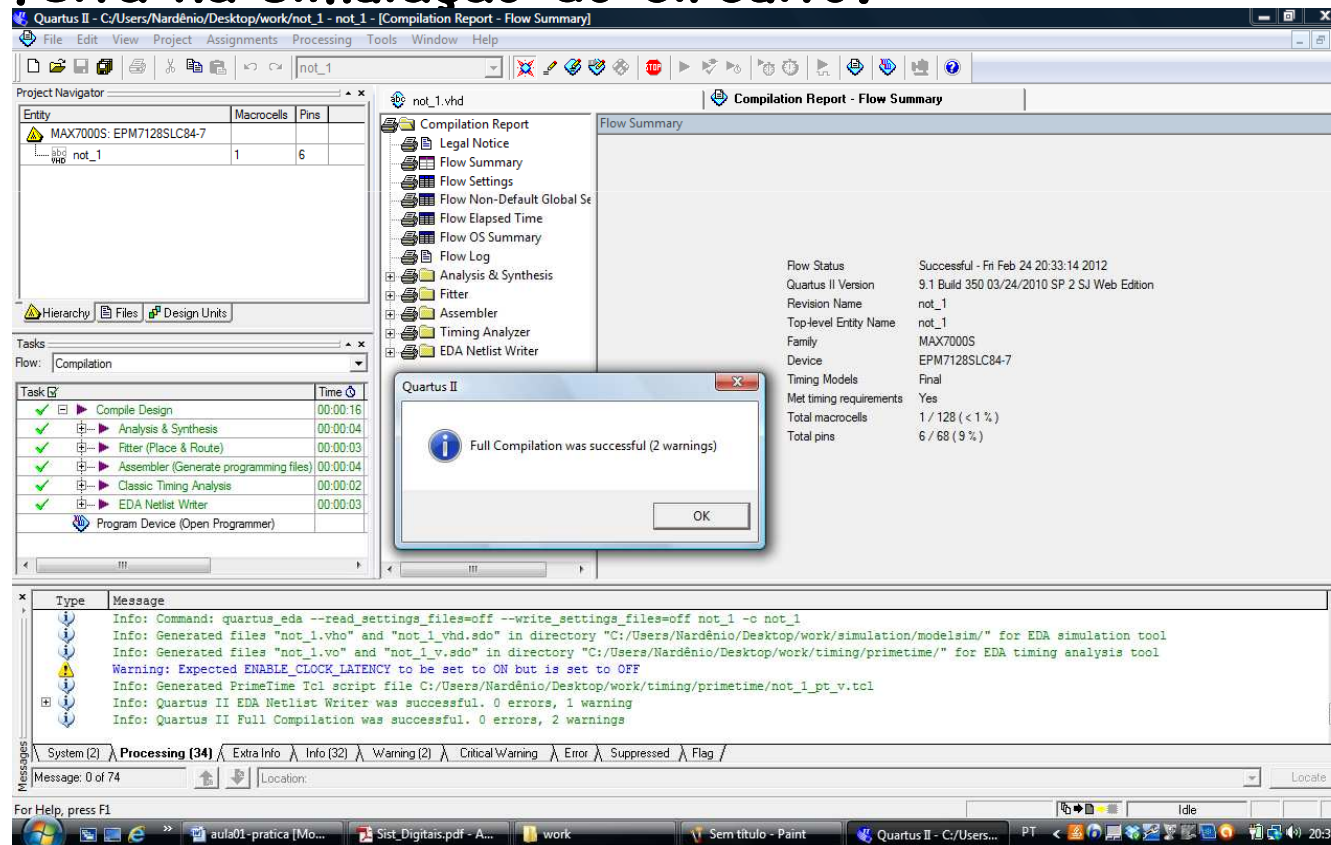 na simulação do circuito.
Quartus II - C:/Users/Nardênio/Desktop/work/not_1 - not_1 - [Compilation Report - Flow Summary]
File Edit View Project Assignments Processing Tools Window Help
not_1
Project Navigator
Entity Macrocells Pins
MAX7000S: EPM7128SLC84-7
abc VHD not_1 1 6
Hierarchy Files Design Units
Tasks
Flow: Compilation
Task Time
Compile Design 00:00:16
Analysis & Synthesis 00:00:04
Fitter (Place & Route) 00:00:03
Assembler (Generate programming files) 00:00:04
Classic Timing Analysis 00:00:02
EDA Netlist Writer 00:00:03
Program Device (Open Programmer)
abc not_1.vhd
Compilation Report - Flow Summary
Compilation Report
Legal Notice
Flow Summary
Flow Settings
Flow Non-Default Global Se
Flow Elapsed Time
Flow OS Summary
Flow Log
Analysis & Synthesis
Fitter
Assembler
Timing Analyzer
EDA Netlist Writer
Flow Summary
Flow Status Successful - Fri Feb 24 20:33:14 2012
Quartus II Version 9.1 Build 350 03/24/2010 SP 2 SJ Web Edition
Revision Name not_1
Top-level Entity Name not_1
Family MAX7000S
Device EPM7128SLC84-7
Timing Models Final
Met timing requirements Yes
Total macrocells 1 / 128 ( < 1 % )
Total pins 6 / 68 ( 9 % )
Quartus II
Full Compilation was successful (2 warnings)
OK
Type Message
Info: Command: quartus_eda --read_settings_files=off --write_settings_files=off not_1 -c not_1
Info: Generated files "not_1.vho" and "not_1_vhd.sdo" in directory "C:/Users/Nardênio/Desktop/work/simulation/modelsim/" for EDA simulation tool
Info: Generated files "not_1.vo" and "not_1_v.sdo" in directory "C:/Users/Nardênio/Desktop/work/timing/primetime/" for EDA timing analysis tool
Warning: Expected ENABLE_CLOCK_LATENCY to be set to ON but is set to OFF
Info: Generated PrimeTime Tcl script file C:/Users/Nardênio/Desktop/work/timing/primetime/not_1_pt_v.tcl
Info: Quartus II EDA Netlist Writer was successful. 0 errors, 1 warning
Info: Quartus II Full Compilation was successful. 0 errors, 2 warnings
System (2) Processing (34) Extra Info Info (32) Warning (2) Critical Warning Error Suppressed Flag
Messages
Message: 0 of 74 Location: Locate
For Help, press F1 Idle
aula01-pratica [Mo... Sist_Digitais.pdf - A... work Sem título - Paint Quartus II - C:/Users... PT 20:3